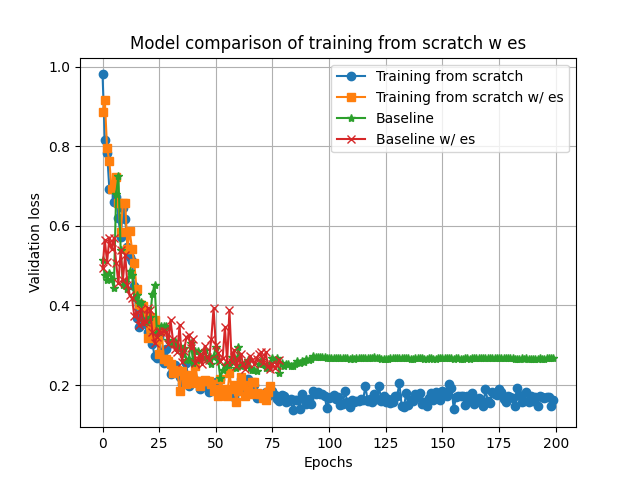 Model comparison of training from scratch w es
1.0
0.8
0.6
0.4
0.2
Validation loss
Training from scratch
Training from scratch w/ es
Baseline
Baseline w/ es
0 25 50 75 100 125 150 175 200
Epochs